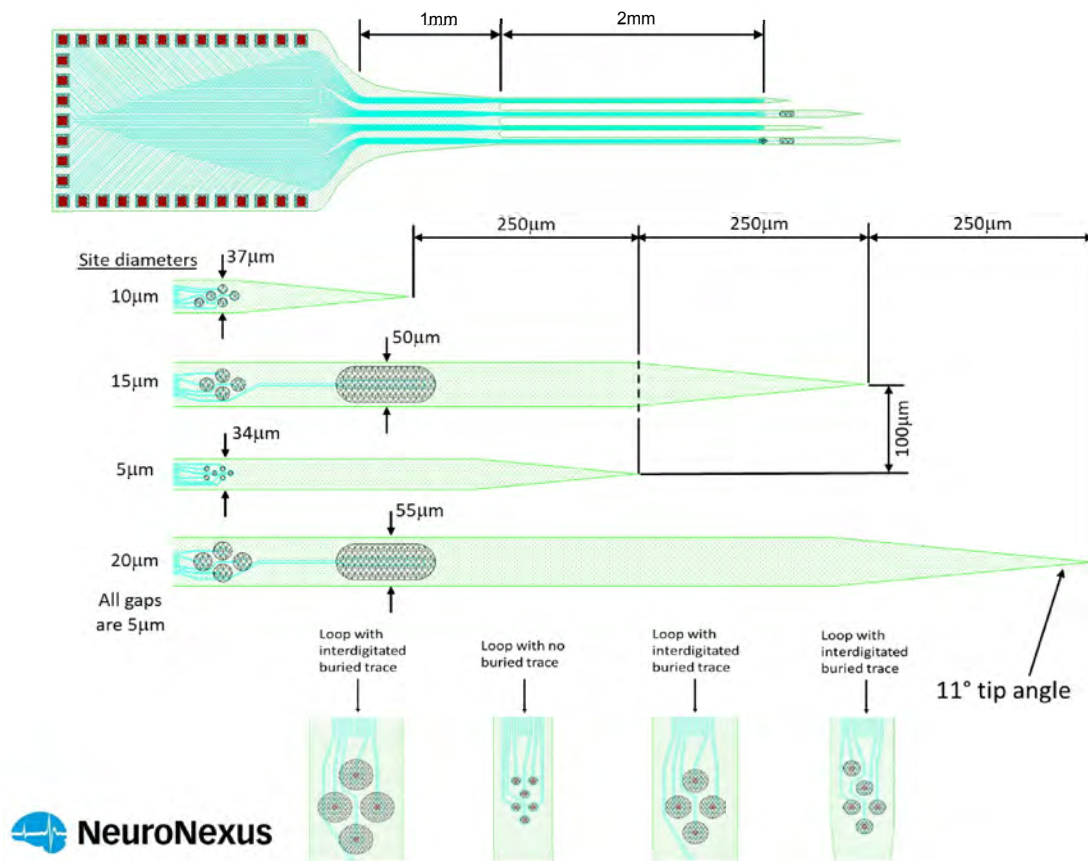 1mm
2mm
250μm
250μm
250μm
Site diameters
37μm
10μm
50μm
15μm
100μm
34μm
5μm
55μm
20μm
All gaps
are 5μm
Loop with
interdigitated
buried trace
Loop with no
buried trace
Loop with
interdigitated
buried trace
Loop with
interdigitated
buried trace
11° tip angle
NeuroNexus